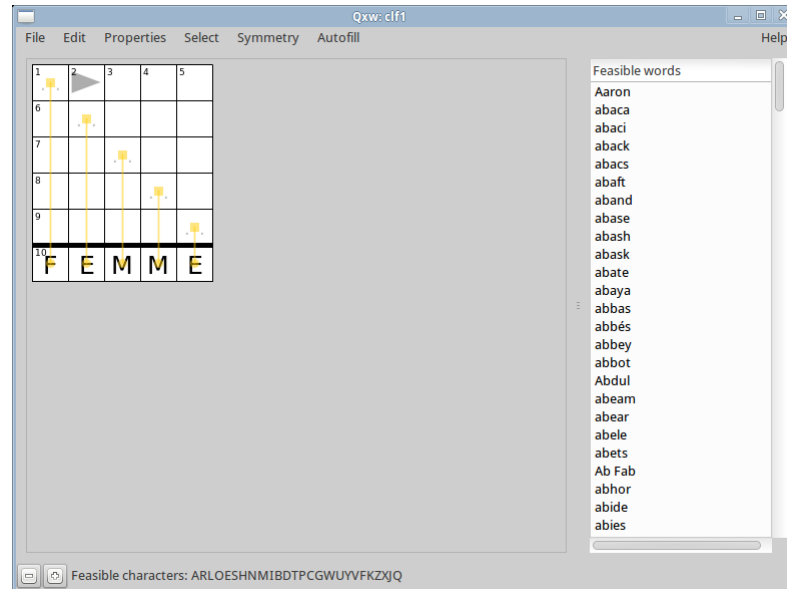 Qxw: clf1
File Edit Properties Select Symmetry Autofill Help
1 2 3 4 5
6
7
8
9
10
F E M M E
Feasible words
Aaron
abaca
abaci
aback
abacs
abaft
aband
abase
abash
abask
abate
abaya
abbas
abbés
abbey
abbot
Abdul
abeam
abear
abele
abets
Ab Fab
abhor
abide
abies
Feasible characters: ARLOESHNMIBDTPCGWUYVFKZXJQ